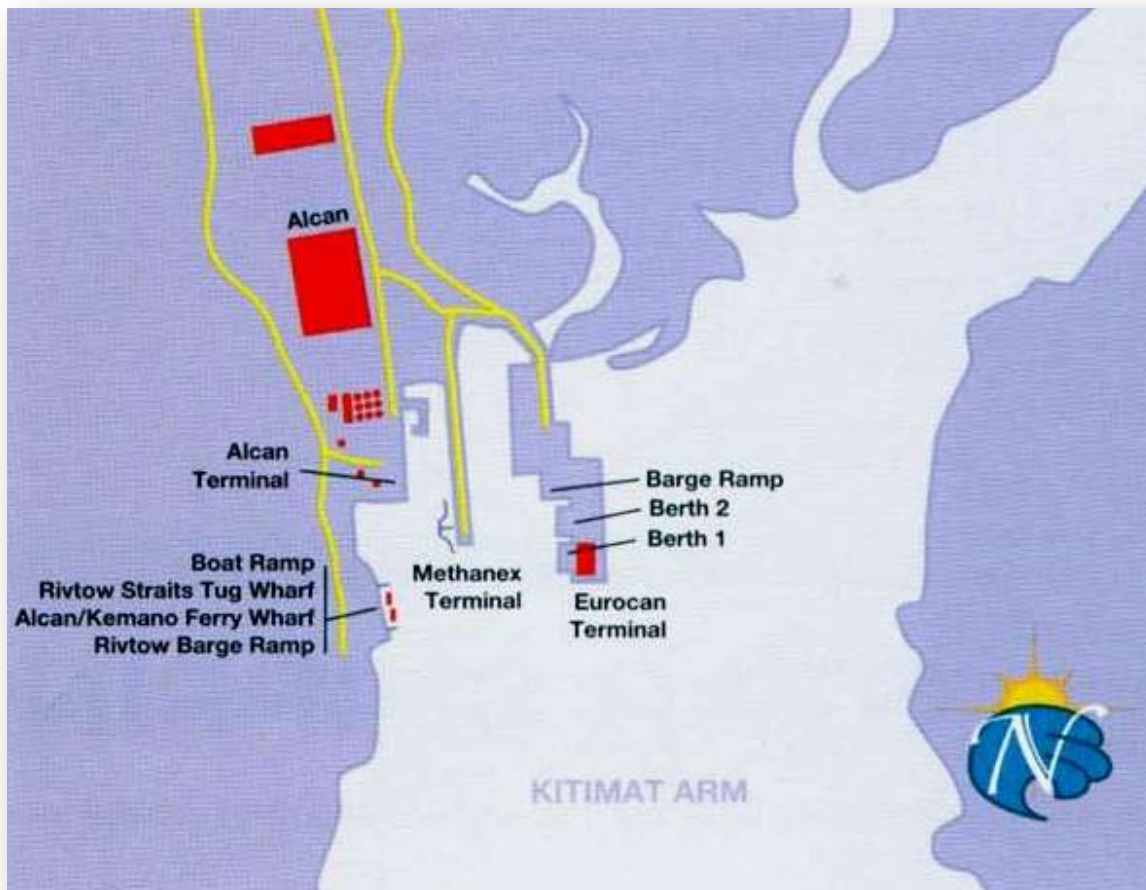 Alcan
Alcan
Terminal
Barge Ramp
Berth 2
Berth 1
Boat Ramp
Rivtow Straits Tug Wharf
Alcan/Kemano Ferry Wharf
Rivtow Barge Ramp
Methanex
Terminal
Eurocan
Terminal
N
KITIMAT ARM